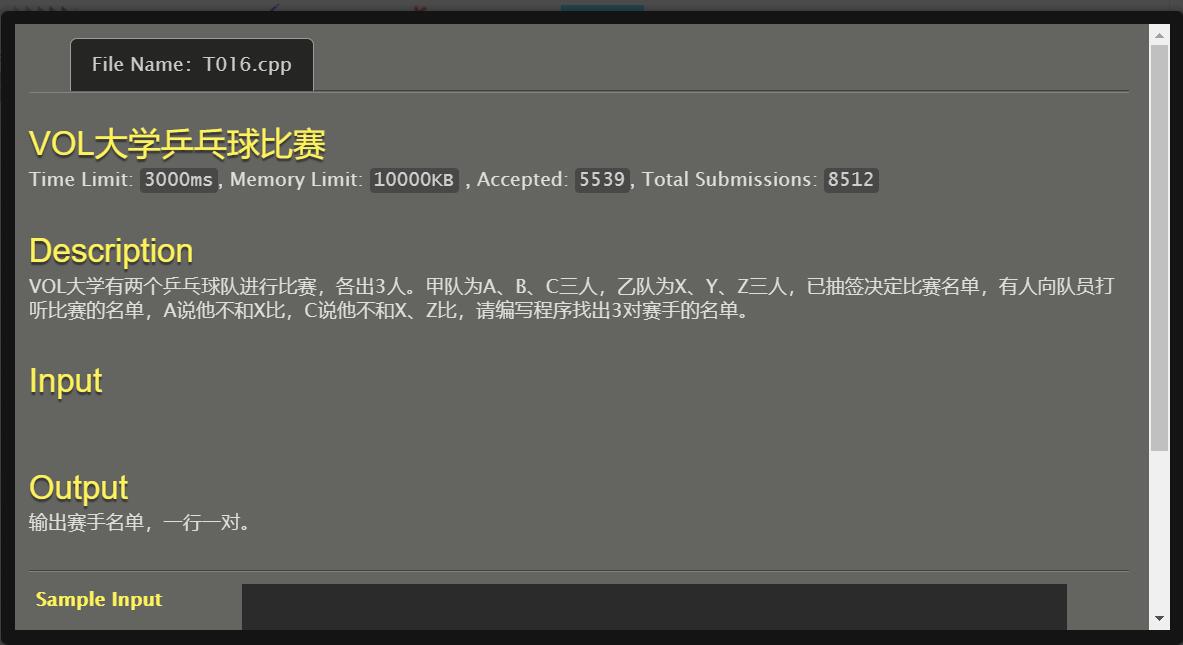 File Name: T016.cpp
VOL大学乒乓球比赛
Time Limit: 3000ms, Memory Limit: 10000KB , Accepted: 5539, Total Submissions: 8512
Description
VOL大学有两个乒乓球队进行比赛，各出3人。甲队为A、B、C三人，乙队为X、Y、Z三人，已抽签决定比赛名单，有人向队员打
听比赛的名单，A说他不和X比，C说他不和X、Z比，请编写程序找出3对赛手的名单。
Input
Output
输出赛手名单，一行一对。
Sample Input